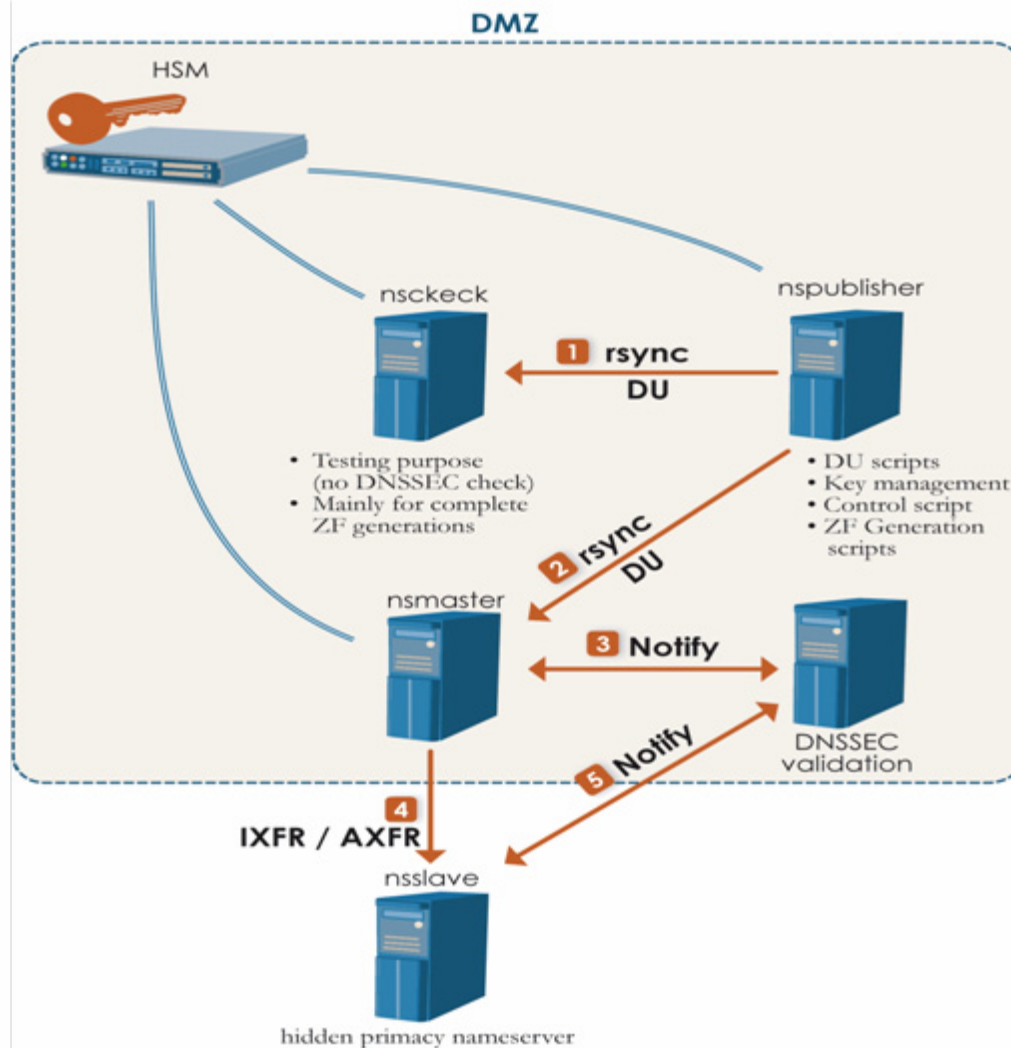 DMZ
HSM
nsckeck
nspublisher
1 rsync
DU
• Testing purpose
(no DNSSEC check)
• Mainly for complete
ZF generations
• DU scripts
• Key management
• Control script
• ZF Generation
scripts
2 rsync
DU
nsmaster
3 Notify
DNSSEC
validation
5 Notify
4
IXFR / AXFR
nsslave
hidden primacy nameserver